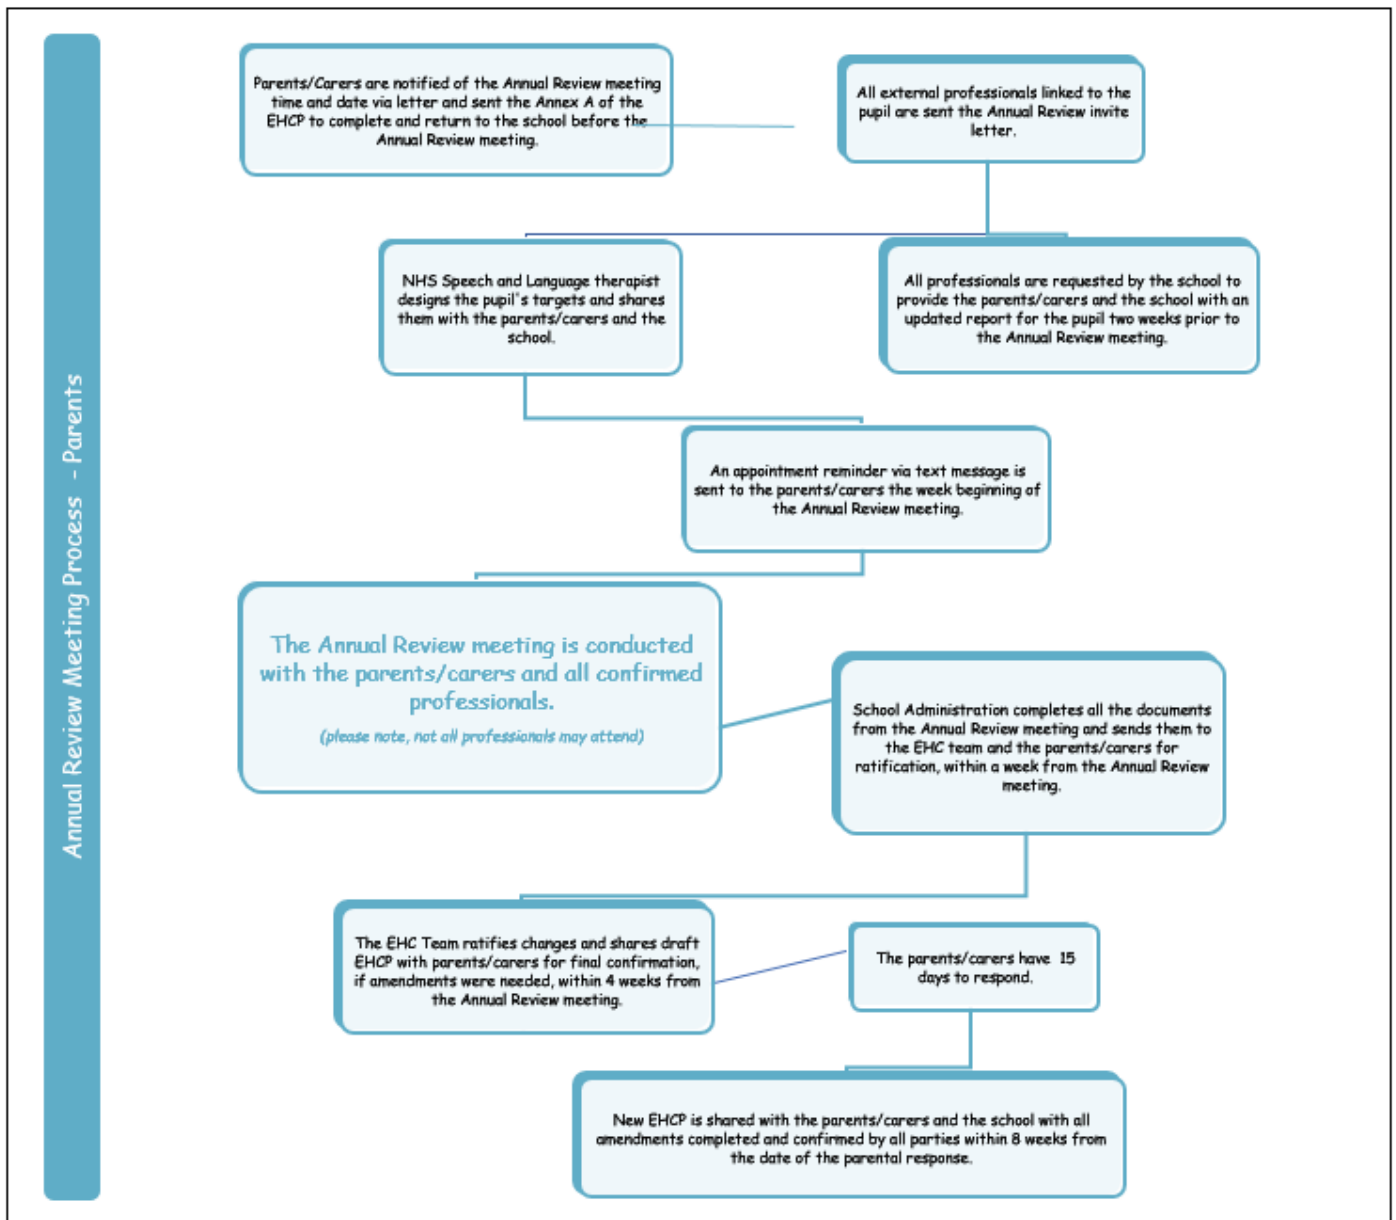 Annual Review Meeting Process - Parents
Parents/Carers are notified of the Annual Review meeting
time and date via letter and sent the Annex A of the
EHCP to complete and return to the school before the
Annual Review meeting.
All external professionals linked to the
pupil are sent the Annual Review invite
letter.
NHS Speech and Language therapist
designs the pupil's targets and shares
them with the parents/carers and the
school.
All professionals are requested by the school to
provide the parents/carers and the school with an
updated report for the pupil two weeks prior to
the Annual Review meeting.
An appointment reminder via text message is
sent to the parents/carers the week beginning of
the Annual Review meeting.
The Annual Review meeting is conducted
with the parents/carers and all confirmed
professionals.
(please note, not all professionals may attend)
School Administration completes all the documents
from the Annual Review meeting and sends them to
the EHC team and the parents/carers for
ratification, within a week from the Annual Review
meeting.
The EHC Team ratifies changes and shares draft
EHCP with parents/carers for final confirmation,
if amendments were needed, within 4 weeks from
the Annual Review meeting.
The parents/carers have 15
days to respond.
New EHCP is shared with the parents/carers and the school with all
amendments completed and confirmed by all parties within 8 weeks from
the date of the parental response.